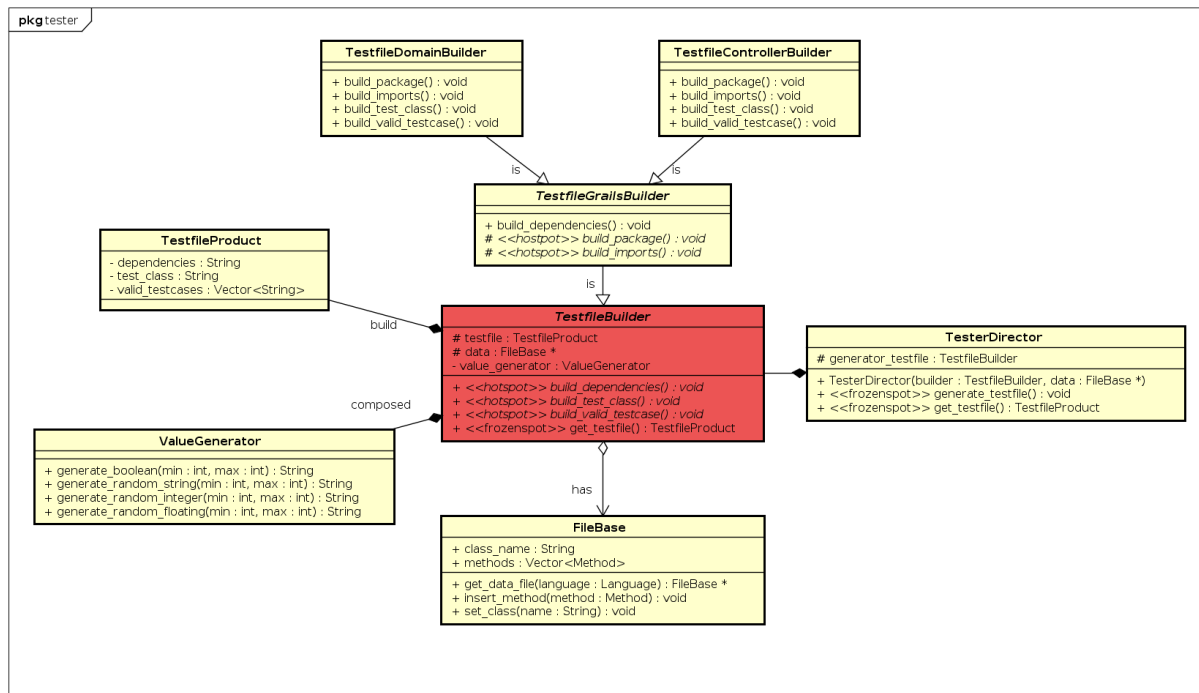 pkg tester
TestfileDomainBuilder
+ build_package() : void
+ build_imports() : void
+ build_test_class() : void
+ build_valid_testcase() : void
TestfileControllerBuilder
+ build_package() : void
+ build_imports() : void
+ build_test_class() : void
+ build_valid_testcase() : void
is
is
TestfileGrailsBuilder
+ build_dependencies() : void
# <<hostpot>> build_package() : void
# <<hotspot>> build_imports() : void
is
TestfileProduct
- dependencies : String
- test_class : String
- valid_testcases : Vector<String>
build
TestfileBuilder
# testfile : TestfileProduct
# data : FileBase *
- value_generator : ValueGenerator
+ <<hotspot>> build_dependencies() : void
+ <<hotspot>> build_test_class() : void
+ <<hotspot>> build_valid_testcase() : void
+ <<frozenspot>> get_testfile() : TestfileProduct
TesterDirector
# generator_testfile : TestfileBuilder
+ TesterDirector(builder : TestfileBuilder, data : FileBase *)
+ <<frozenspot>> generate_testfile() : void
+ <<frozenspot>> get_testfile() : TestfileProduct
composed
ValueGenerator
+ generate_boolean(min : int, max : int) : String
+ generate_random_string(min : int, max : int) : String
+ generate_random_integer(min : int, max : int) : String
+ generate_random_floating(min : int, max : int) : String
has
FileBase
+ class_name : String
+ methods : Vector<Method>
+ get_data_file(language : Language) : FileBase *
+ insert_method(method : Method) : void
+ set_class(name : String) : void